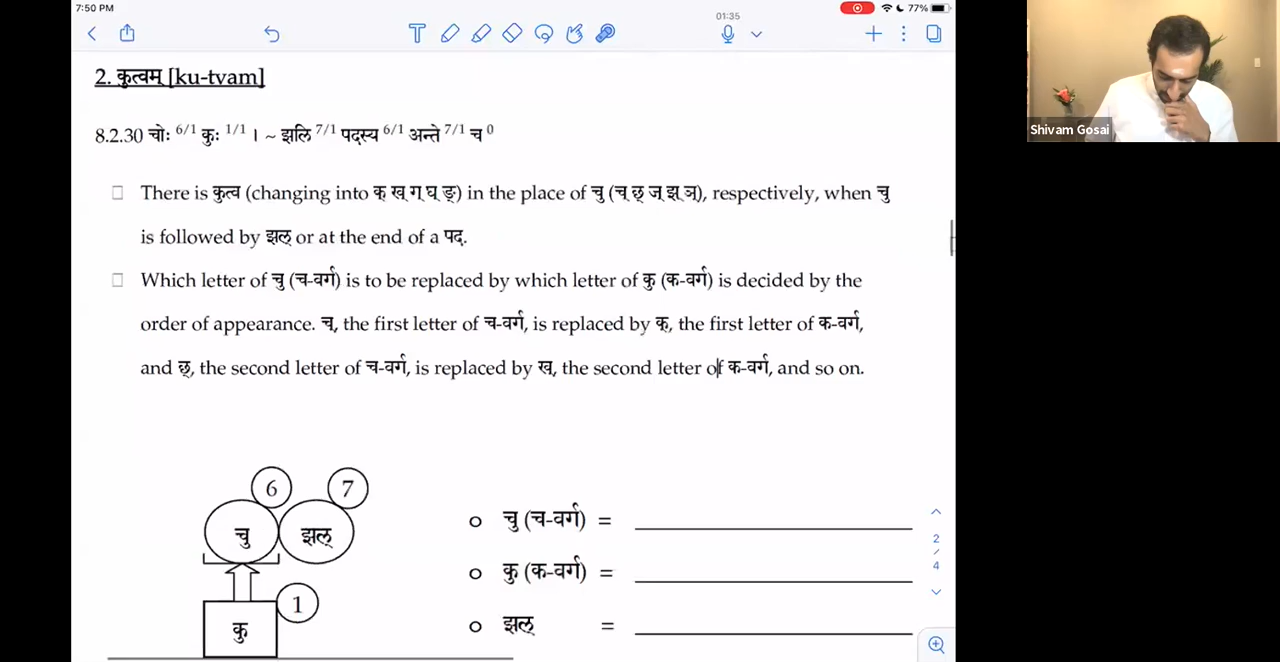 7:50 PM
77%
01:35
2. कुत्वम् [ku-tvam]
8.2.30 चोः 6/1 कुः 1/1 । ~ झलि 7/1 पदस्य 6/1 अन्ते 7/1 च 0
There is कुत्व (changing into क् ख् ग् घ् ङ्) in the place of चु (च् छ् ज् झ् ञ्), respectively, when चु
is followed by झल् or at the end of a पद.
Which letter of चु (च-वर्ग) is to be replaced by which letter of कु (क-वर्ग) is decided by the
order of appearance. च्, the first letter of च-वर्ग, is replaced by क्, the first letter of क-वर्ग,
and छ्, the second letter of च-वर्ग, is replaced by ख्, the second letter of क-वर्ग, and so on.
6 7
चु झल्
1
कु
चु (च-वर्ग) =
कु (क-वर्ग) =
झल् =
2
/
4
Shivam Gosai